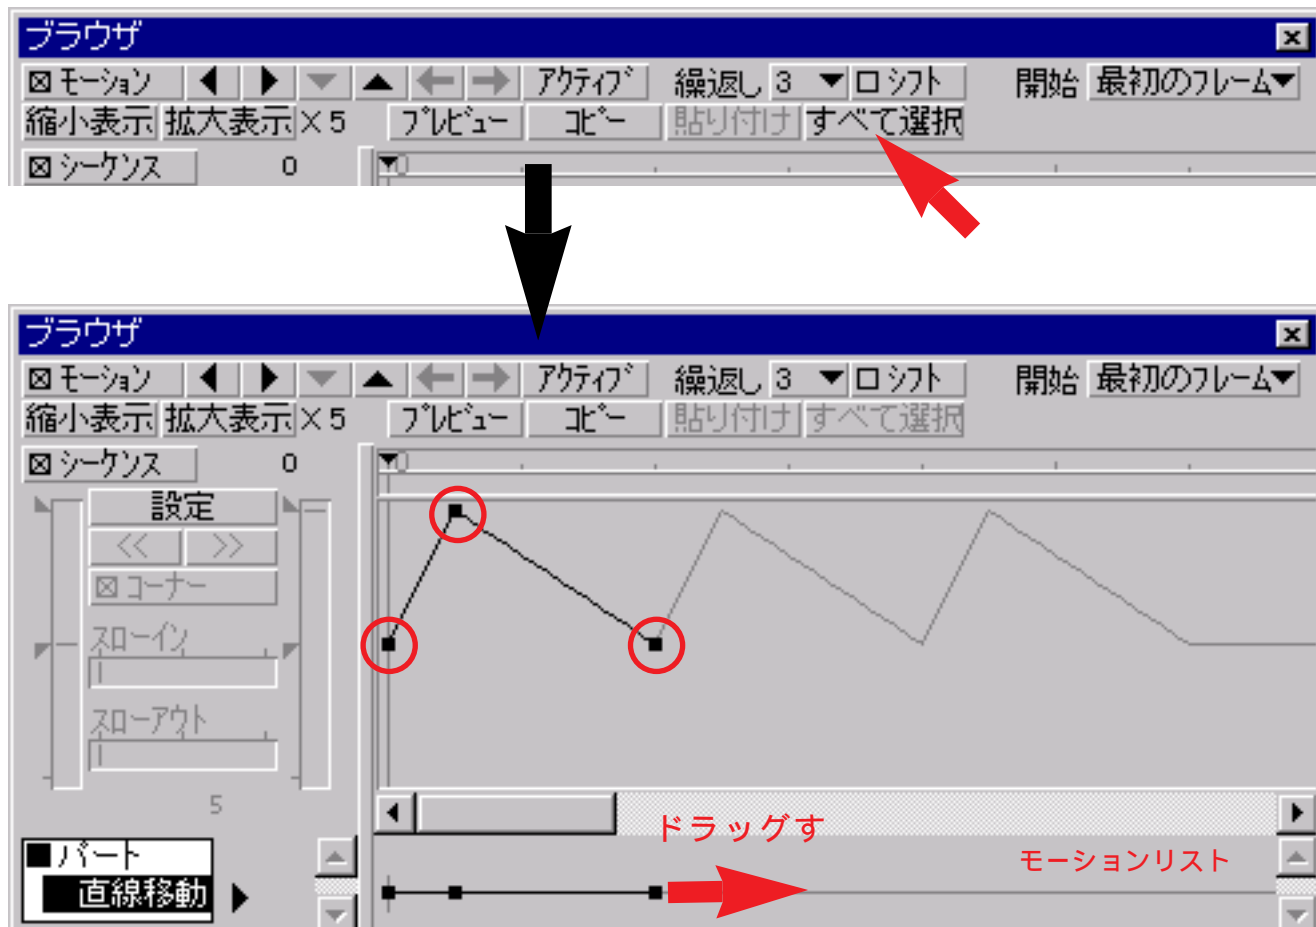 ブラウザ
モーション アクティブ 繰返し 3 シフト 開始 最初のフレーム
縮小表示 拡大表示 ×5 プレビュー コピー 貼り付け すべて選択
シーケンス 0 0
ブラウザ
モーション アクティブ 繰返し 3 シフト 開始 最初のフレーム
縮小表示 拡大表示 ×5 プレビュー コピー 貼り付け すべて選択
シーケンス 0 0
設定
<< >>
コーナー
スローイン
スローアウト
5
ドラッグす
パート
モーションリスト
直線移動